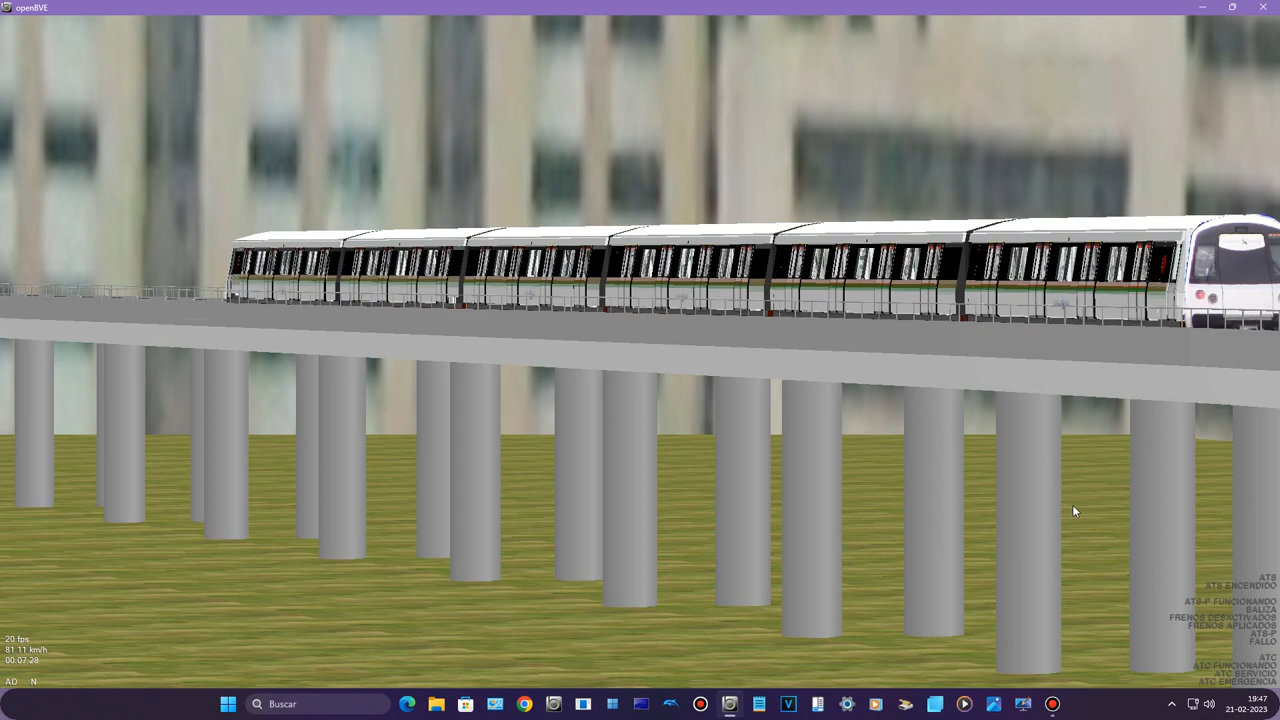 openBVE
ATS
ATS ENCENDIDO
ATS-P FUNCIONANDO
BALIZA
FRENOS DESACTIVADOS
FRENOS APLICADOS
ATS-P
FALLO
ATC
ATC FUNCIONANDO
ATC SERVICIO
ATC EMERGENCIA
20 fps
81.11 km/h
00:07:28
AD N
Buscar
19:47
21-02-2023